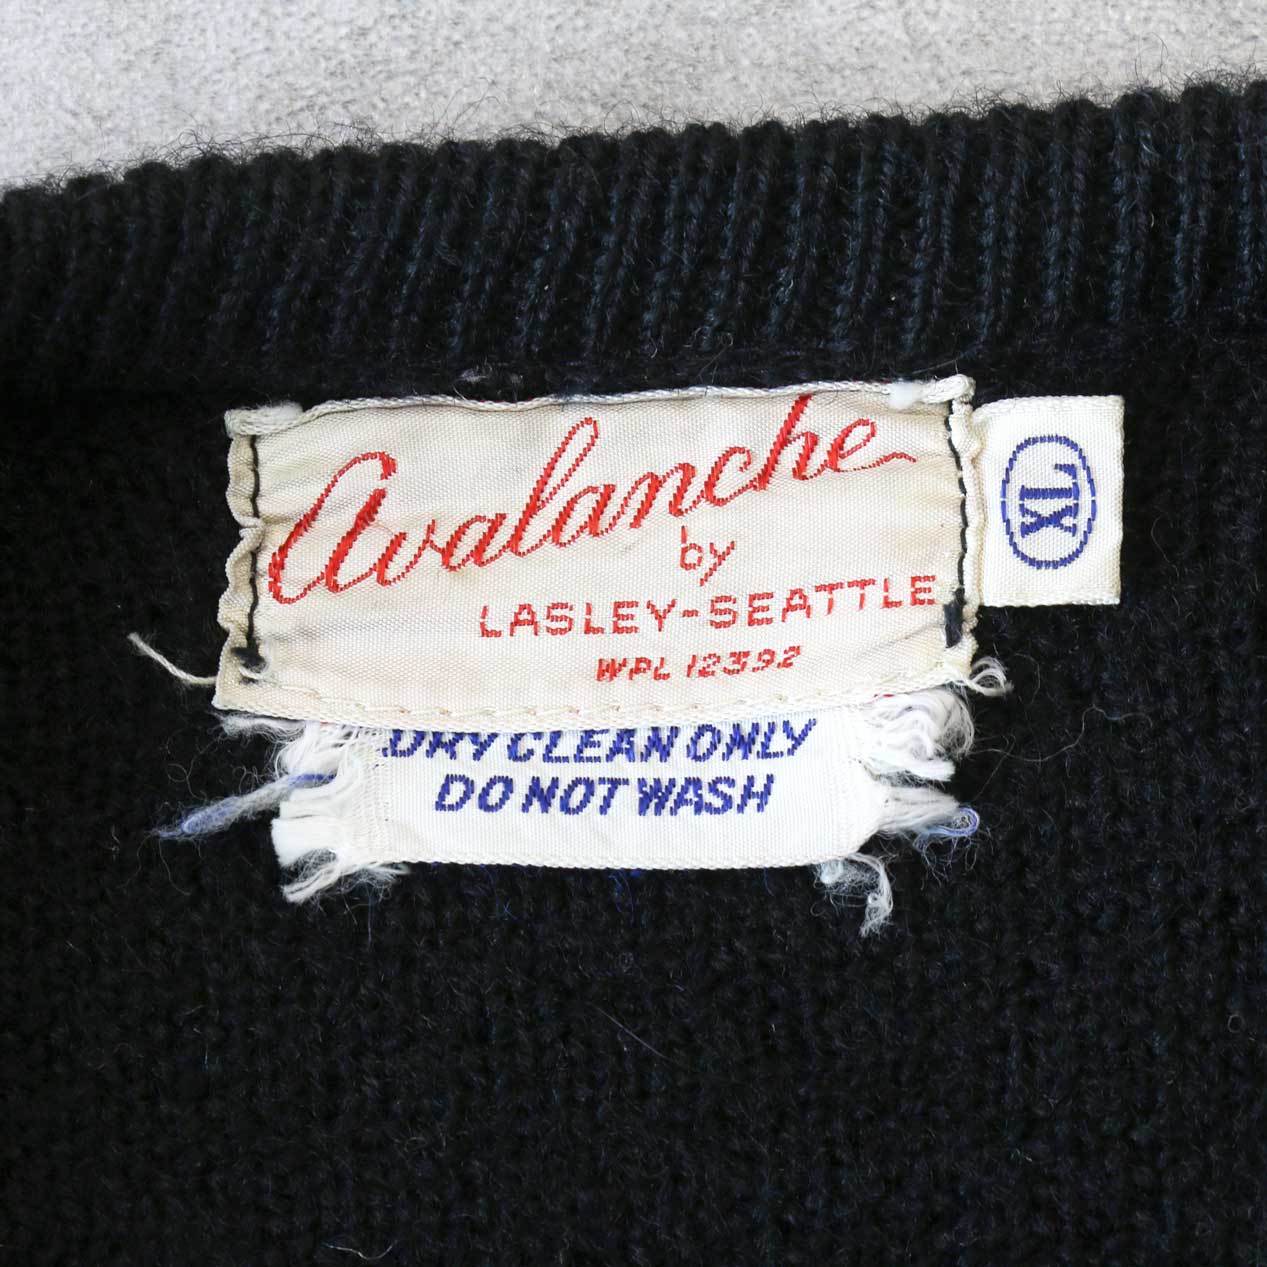 Avalanche
by
LASLEY-SEATTLE
WPL 12392
XL
DRY CLEAN ONLY
DO NOT WASH